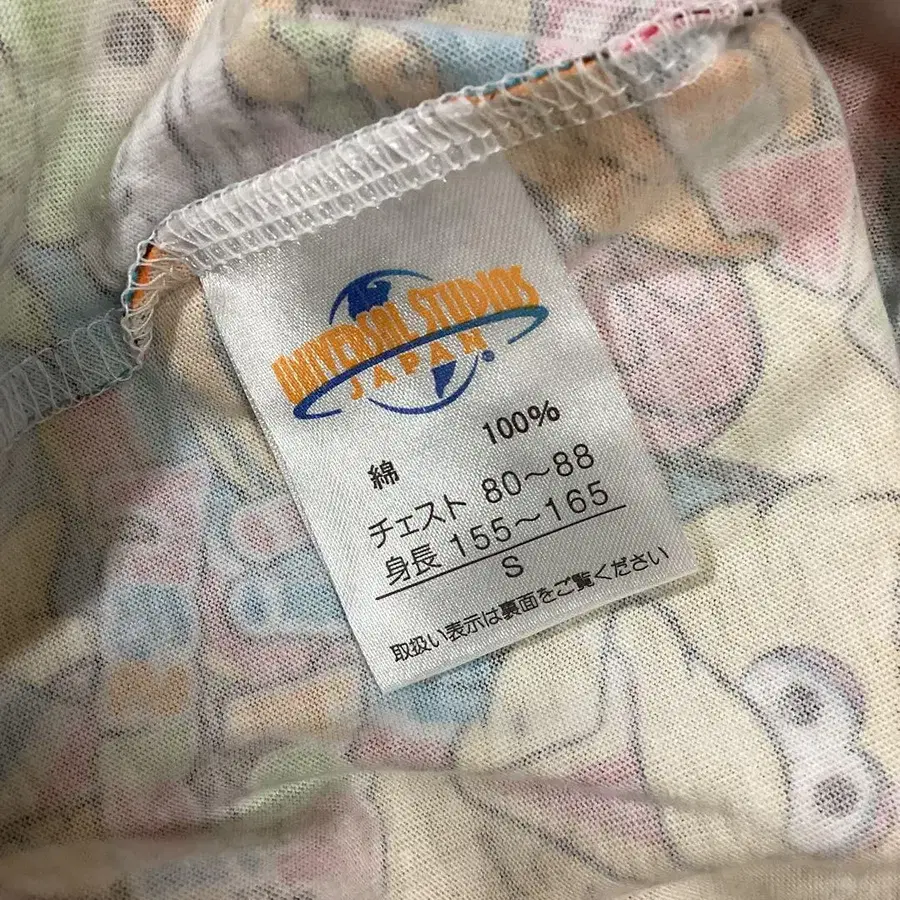 UNIVERSAL STUDIOS
JAPAN®
綿 100%
チェスト 80～88
身長 155～165
S
取扱い表示は裏面をご覧ください